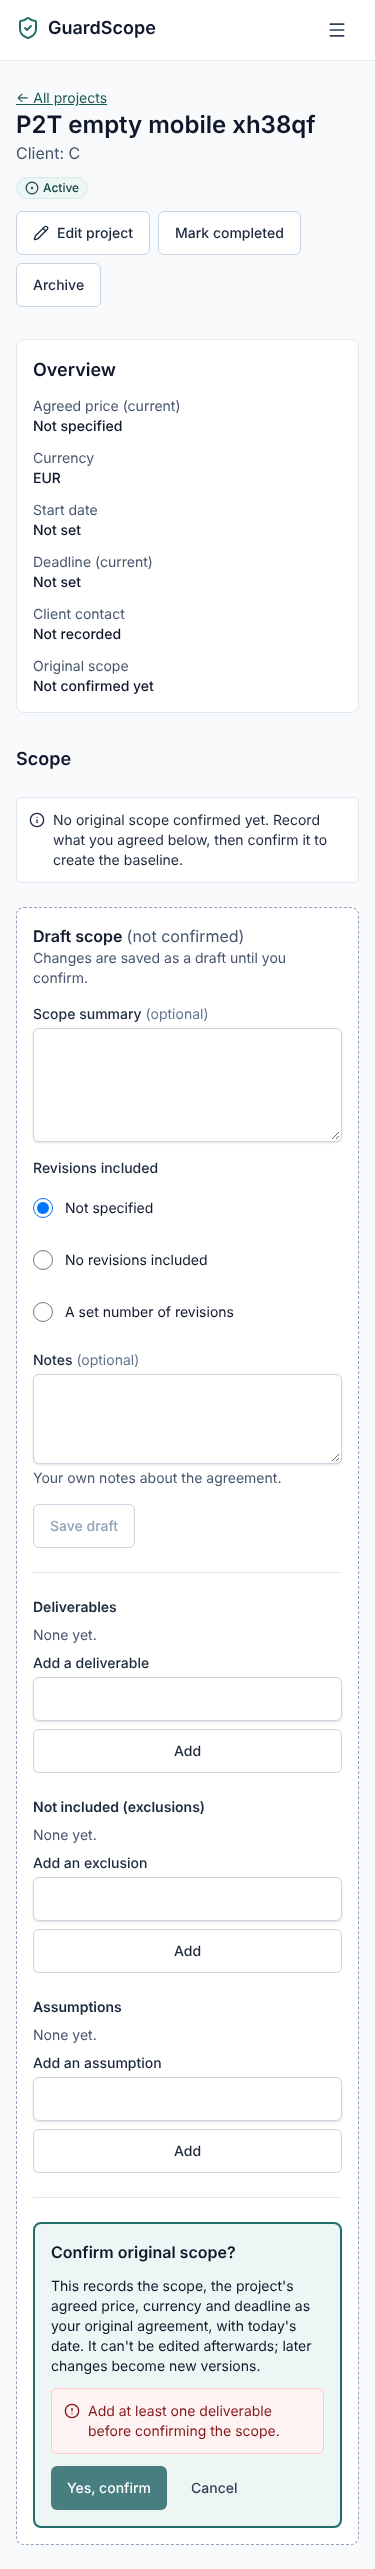 GuardScope
← All projects
P2T empty mobile xh38qf
Client: C
Active
Edit project
Mark completed
Archive
Overview
Agreed price (current)
Not specified
Currency
EUR
Start date
Not set
Deadline (current)
Not set
Client contact
Not recorded
Original scope
Not confirmed yet
Scope
No original scope confirmed yet. Record
what you agreed below, then confirm it to
create the baseline.
Draft scope (not confirmed)
Changes are saved as a draft until you
confirm.
Scope summary (optional)
Revisions included
Not specified
No revisions included
A set number of revisions
Notes (optional)
Your own notes about the agreement.
Save draft
Deliverables
None yet.
Add a deliverable
Add
Not included (exclusions)
None yet.
Add an exclusion
Add
Assumptions
None yet.
Add an assumption
Add
Confirm original scope?
This records the scope, the project's
agreed price, currency and deadline as
your original agreement, with today's
date. It can't be edited afterwards; later
changes become new versions.
Add at least one deliverable
before confirming the scope.
Yes, confirm
Cancel